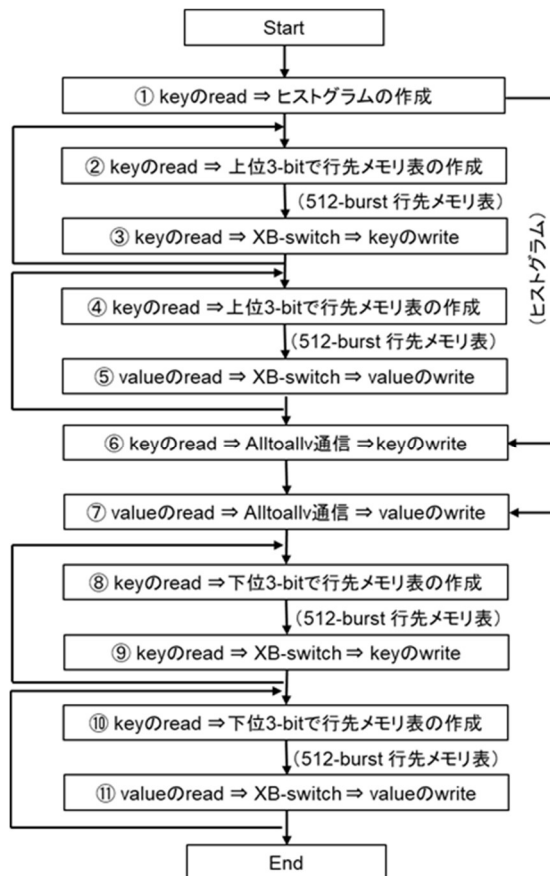 Start
① keyのread ⇒ ヒストグラムの作成
② keyのread ⇒ 上位3-bitで行先メモリ表の作成
(512-burst 行先メモリ表)
③ keyのread ⇒ XB-switch ⇒ keyのwrite
④ keyのread ⇒上位3-bitで行先メモリ表の作成
(512-burst 行先メモリ表)
⑤ valueのread ⇒ XB-switch ⇒ valueのwrite
(ヒストグラム)
⑥ keyのread ⇒ Alltoallv通信 ⇒keyのwrite
⑦ valueのread ⇒ Alltoallv通信 ⇒ valueのwrite
⑧ keyのread ⇒下位3-bitで行先メモリ表の作成
(512-burst 行先メモリ表)
⑨ keyのread ⇒ XB-switch ⇒ keyのwrite
⑩ keyのread ⇒下位3-bitで行先メモリ表の作成
(512-burst 行先メモリ表)
⑪ valueのread ⇒ XB-switch ⇒ valueのwrite
End